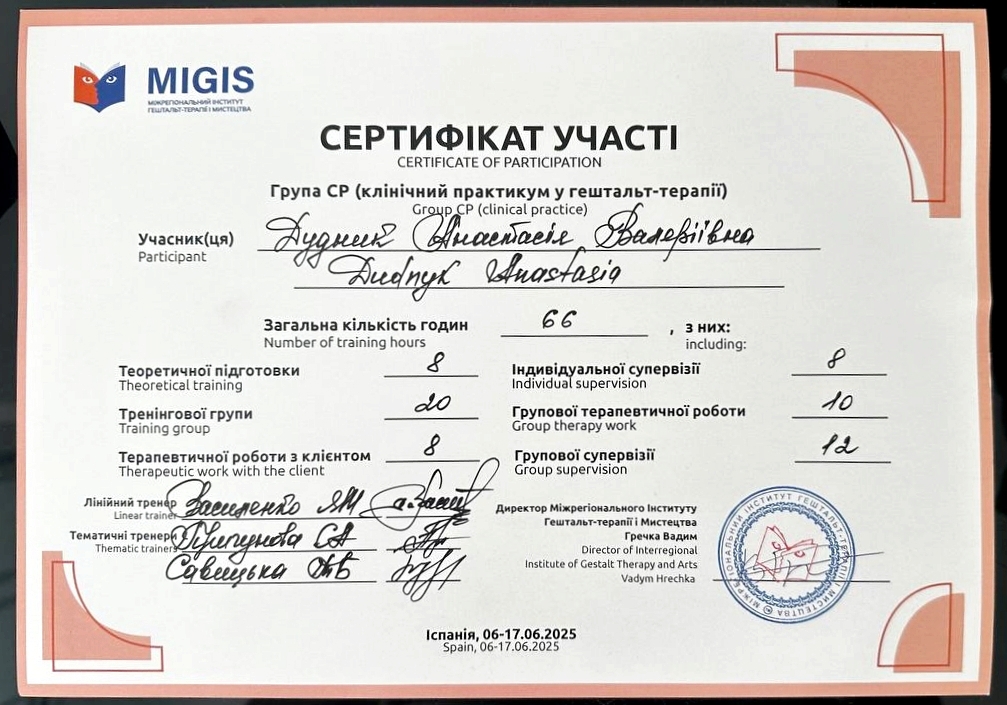 MIGIS
МІЖРЕГІОНАЛЬНИЙ ІНСТИТУТ
ГЕШТАЛЬТ-ТЕРАПІЇ І МИСТЕЦТВА
СЕРТИФІКАТ УЧАСТІ
CERTIFICATE OF PARTICIPATION
Група СР (клінічний практикум у гештальт-терапії)
Group CP (clinical practice)
Учасник(ця) Дудник Анастасія Валеріївна
Participant
Anastasia
Загальна кількість годин 66 , з них:
Number of training hours including:
Теоретичної підготовки 8
Theoretical training
Індивідуальної супервізії 8
Individual supervision
Тренінгової групи 20
Training group
Групової терапевтичної роботи 10
Group therapy work
Терапевтичної роботи з клієнтом 8
Therapeutic work with the client
Групової супервізії 12
Group supervision
Лінійний тренер Василенко
Linear trainer
Тематичні тренери
Thematic trainers
Савицька
Директор Міжрегіонального Інституту
Гештальт-терапії і Мистецтва
Гречка Вадим
Director of Interregional
Institute of Gestalt Therapy and Arts
Vadym Hrechka
Іспанія, 06-17.06.2025
Spain, 06-17.06.2025